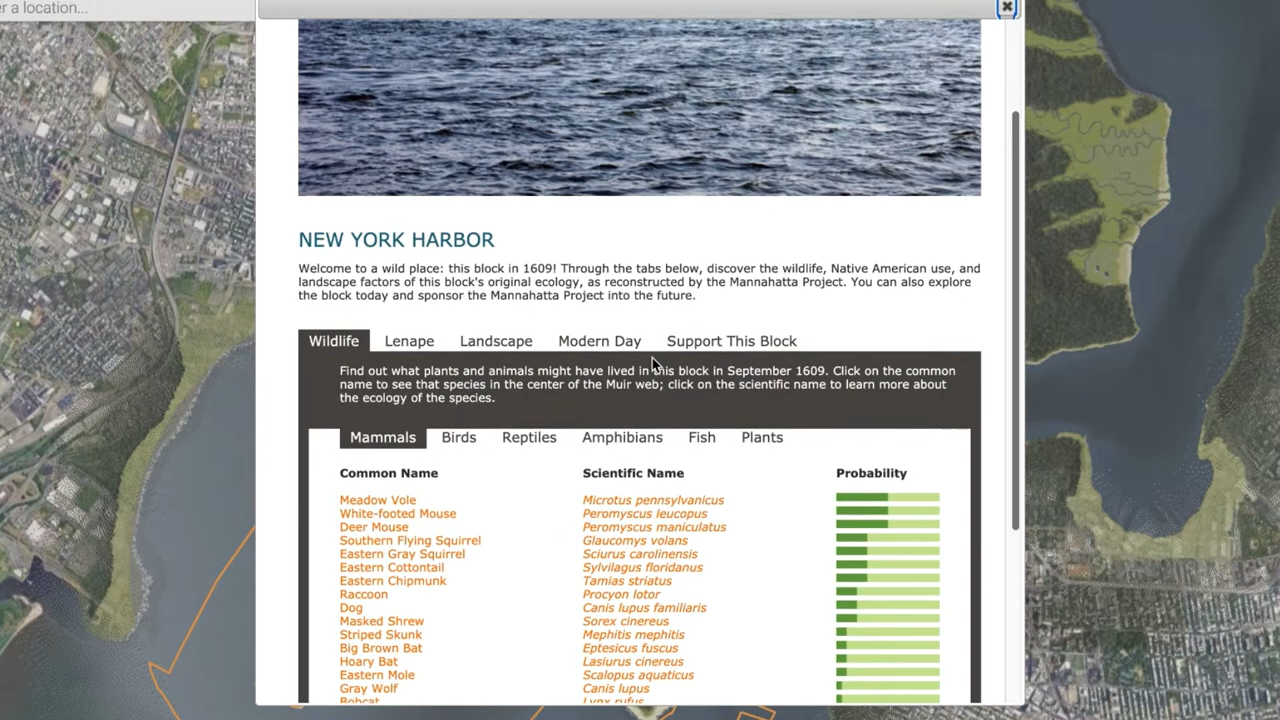 er a location...
NEW YORK HARBOR
Welcome to a wild place: this block in 1609! Through the tabs below, discover the wildlife, Native American use, and
landscape factors of this block's original ecology, as reconstructed by the Mannahatta Project. You can also explore
the block today and sponsor the Mannahatta Project into the future.
Wildlife Lenape Landscape Modern Day Support This Block
Find out what plants and animals might have lived in this block in September 1609. Click on the common
name to see that species in the center of the Muir web; click on the scientific name to learn more about
the ecology of the species.
Mammals Birds Reptiles Amphibians Fish Plants
Common Name Scientific Name Probability
Meadow Vole Microtus pennsylvanicus
White-footed Mouse Peromyscus leucopus
Deer Mouse Peromyscus maniculatus
Southern Flying Squirrel Glaucomys volans
Eastern Gray Squirrel Sciurus carolinensis
Eastern Cottontail Sylvilagus floridanus
Eastern Chipmunk Tamias striatus
Raccoon Procyon lotor
Dog Canis lupus familiaris
Masked Shrew Sorex cinereus
Striped Skunk Mephitis mephitis
Big Brown Bat Eptesicus fuscus
Hoary Bat Lasiurus cinereus
Eastern Mole Scalopus aquaticus
Gray Wolf Canis lupus
Bobcat Lynx rufus